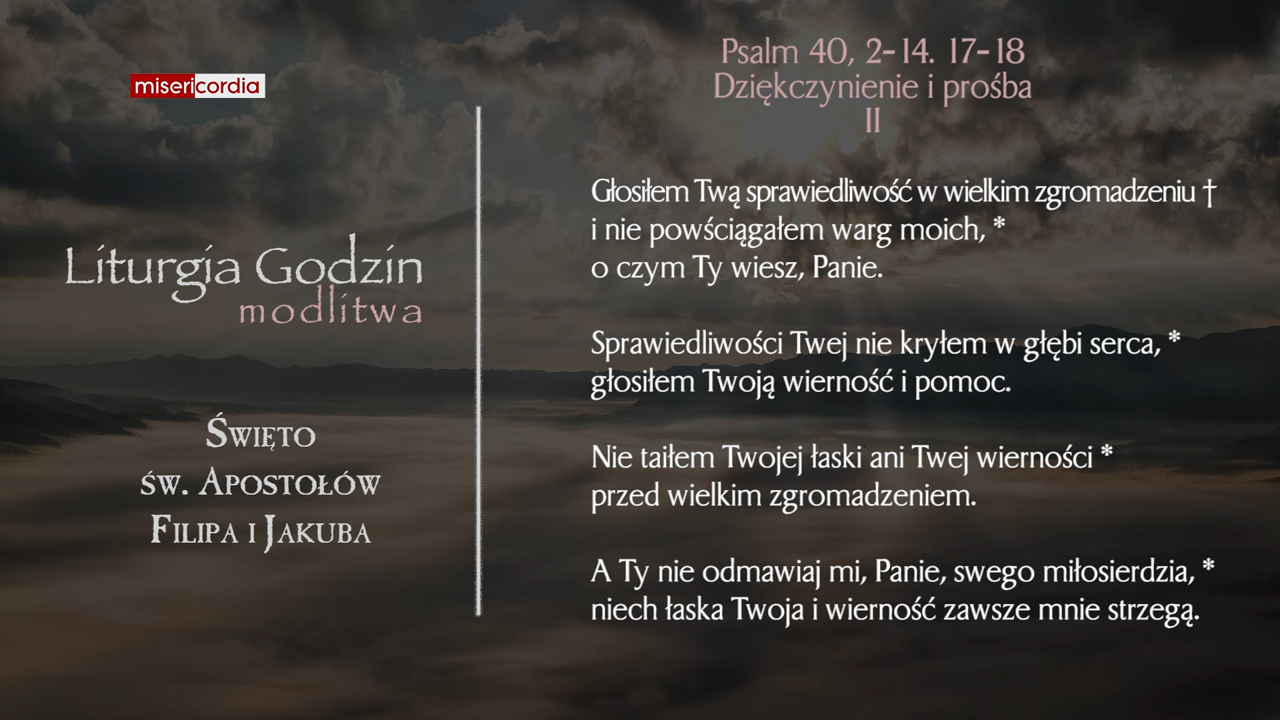 misericordia
Liturgia Godzin
modlitwa
Święto
św. Apostołów
Filipa i Jakuba
Psalm 40, 2-14. 17-18
Dziękczynienie i prośba
II
Głosiłem Twą sprawiedliwość w wielkim zgromadzeniu †
i nie powściągałem warg moich, *
o czym Ty wiesz, Panie.
Sprawiedliwości Twej nie kryłem w głębi serca, *
głosiłem Twoją wierność i pomoc.
Nie taiłem Twojej łaski ani Twej wierności *
przed wielkim zgromadzeniem.
A Ty nie odmawiaj mi, Panie, swego miłosierdzia, *
niech łaska Twoja i wierność zawsze mnie strzegą.